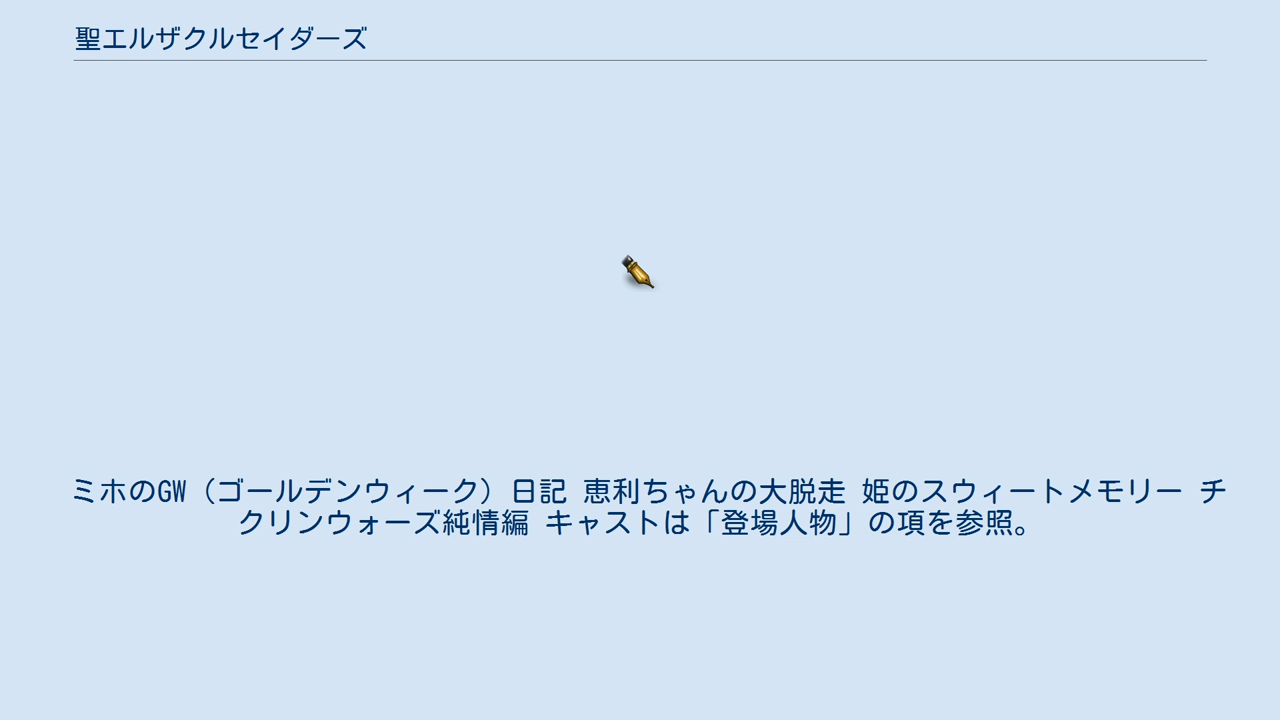 聖エルザクルセイダーズ
ミホのGW（ゴールデンウィーク）日記 恵利ちゃんの大脱走 姫のスウィートメモリー チ
クリンウォーズ純情編 キャストは「登場人物」の項を参照。